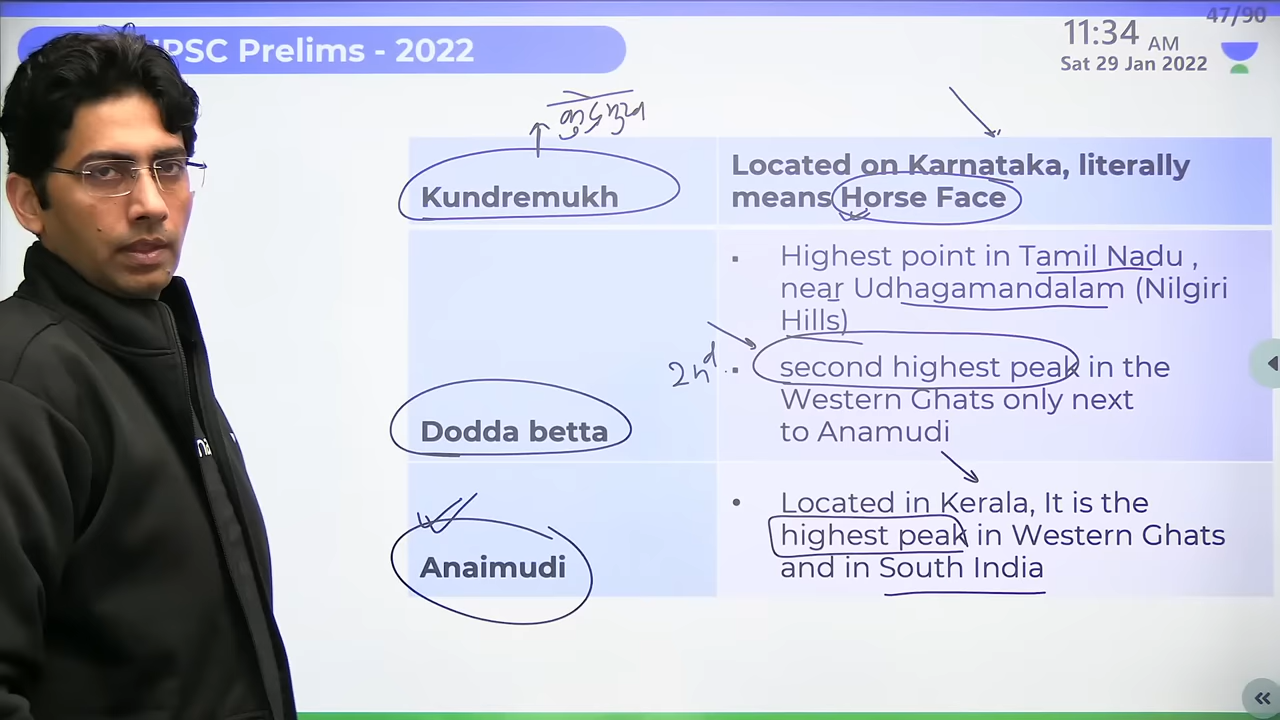 47/90
11:34 AM
Sat 29 Jan 2022
UPSC Prelims - 2022
Kundremukh
Located on Karnataka, literally
means Horse Face
Highest point in Tamil Nadu ,
near Udhagamandalam (Nilgiri
Hills)
2nd
second highest peak in the
Western Ghats only next
to Anamudi
Dodda betta
Located in Kerala, It is the
highest peak in Western Ghats
and in South India
Anaimudi